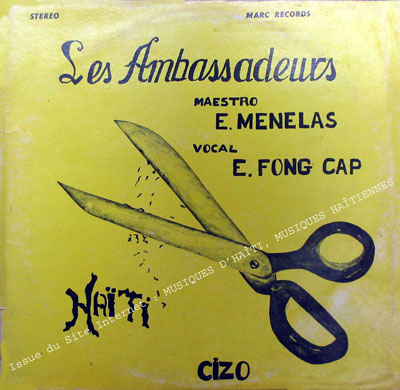 STEREO
MARC RECORDS
Les Ambassadeurs
MAESTRO
E. MENELAS
VOCAL
E. FONG CAP
Issue du Site Internet : MUSIQUES D'HAÏTI, MUSIQUES HAÏTIENNES
HAÏTI
CIZO